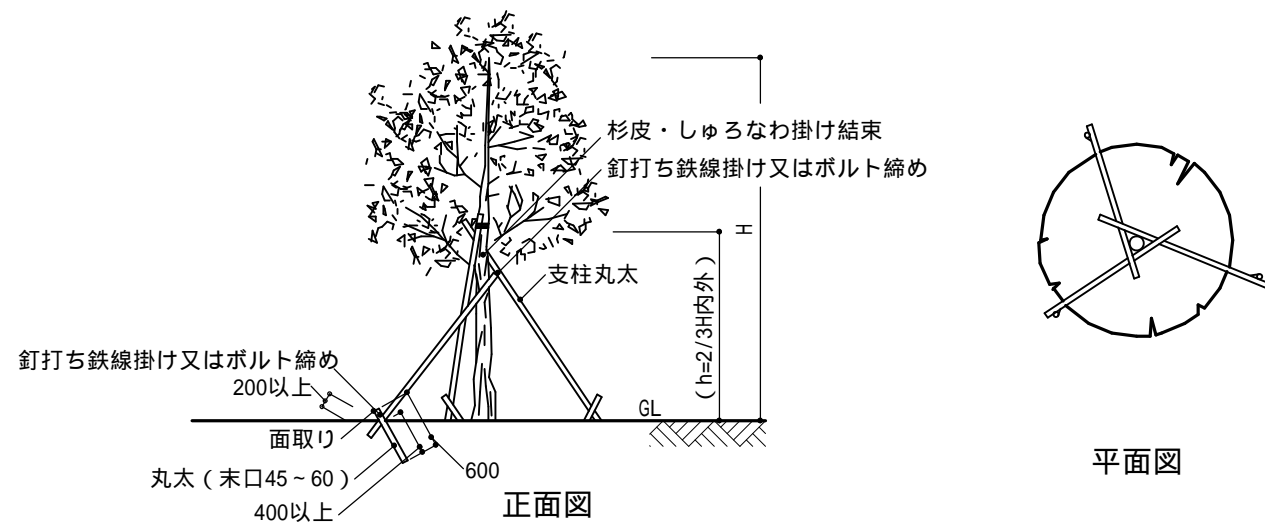 杉皮・しゅろなわ掛け結束
釘打ち鉄線掛け又はボルト締め
H
支柱丸太
(h=2/3H内外)
釘打ち鉄線掛け又はボルト締め
200以上
GL
面取り
丸太(末口45~60)
600
400以上
正面図
平面図